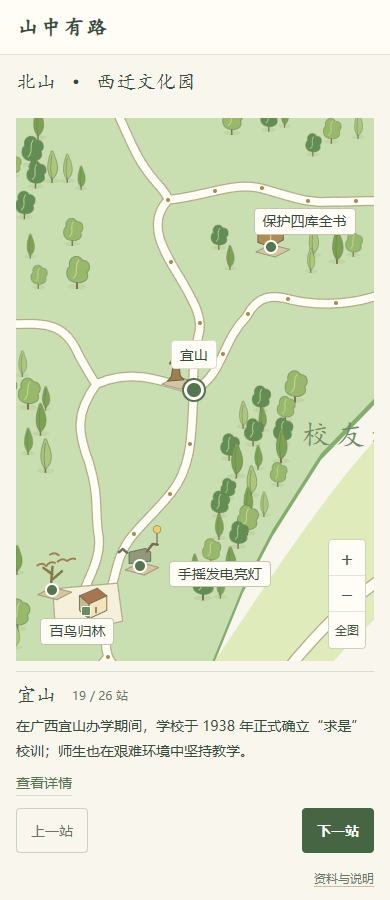 山中有路
北山 • 西迁文化园
保护四库全书
宜山
校友
手摇发电亮灯
百鸟归林
+
−
全图
宜山 19 / 26 站
在广西宜山办学期间，学校于 1938 年正式确立“求是”
校训；师生也在艰难环境中坚持教学。
查看详情
上一站
下一站
资料与说明